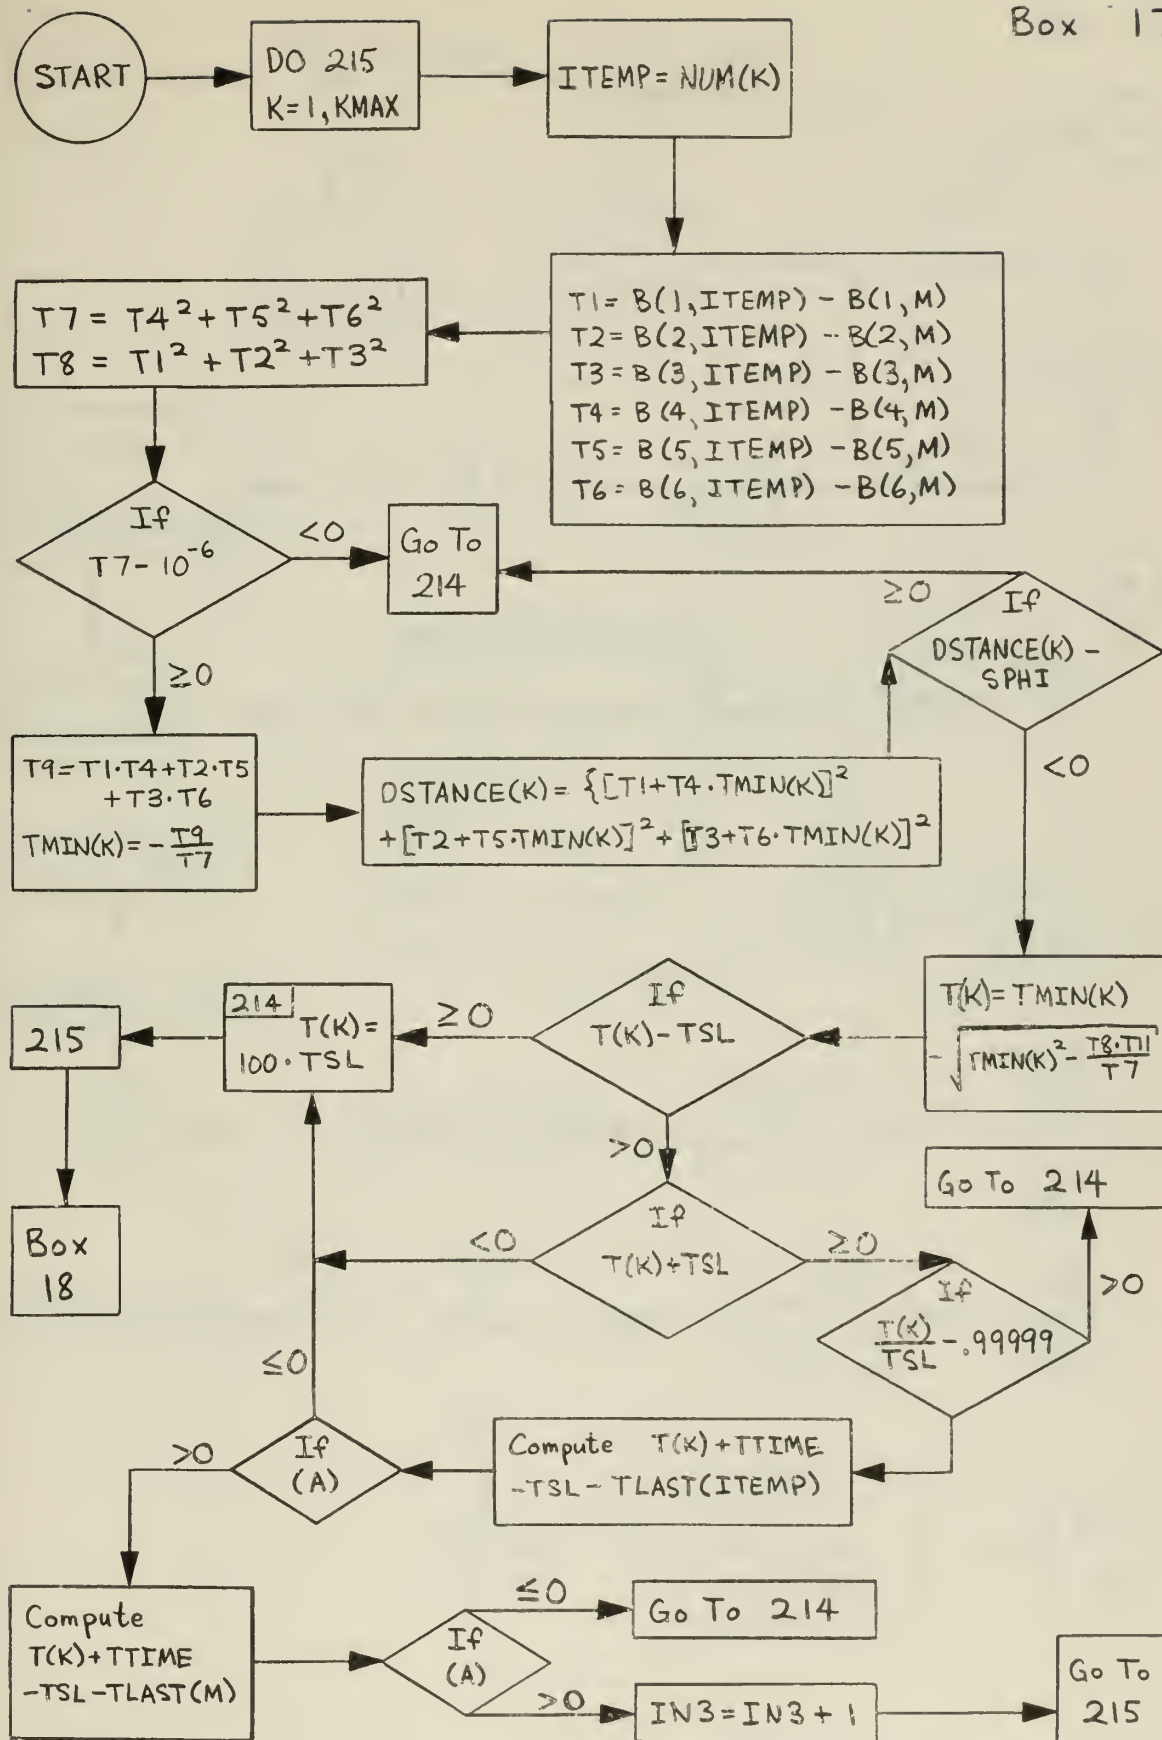 Box 17
START
DO 215
K=1, KMAX
ITEMP = NUM(K)
T1 = B(1, ITEMP) - B(1, M)
T2 = B(2, ITEMP) - B(2, M)
T3 = B(3, ITEMP) - B(3, M)
T4 = B(4, ITEMP) - B(4, M)
T5 = B(5, ITEMP) - B(5, M)
T6 = B(6, ITEMP) - B(6, M)
T7 = T4² + T5² + T6²
T8 = T1² + T2² + T3²
If
T7 - 10⁻⁶
<0
Go To
214
≥0
If
DSTANCE(K) -
SPHI
≥0
<0
T9 = T1·T4 + T2·T5
+ T3·T6
TMIN(K) = - T9/T7
DSTANCE(K) = {[T1+T4·TMIN(K)]²
+ [T2+T5·TMIN(K)]² + [T3+T6·TMIN(K)]²
T(K) = TMIN(K)
- √(TMIN(K)² - T8·T11/T7)
If
T(K) - TSL
≥0
214
T(K) =
100 · TSL
215
Box
18
>0
If
T(K) + TSL
<0
≥0
Go To 214
If
T(K)/TSL - .99999
>0
Compute T(K) + TTIME
- TSL - TLAST(ITEMP)
If
(A)
≤0
>0
Compute
T(K) + TTIME
- TSL - TLAST(M)
If
(A)
≤0
Go To 214
>0
IN3 = IN3 + 1
Go To
215